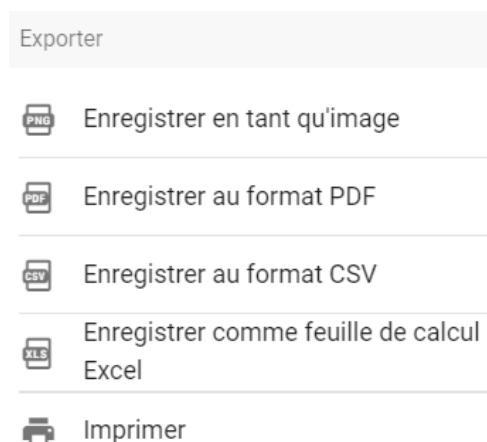 Exporter
PNG
Enregistrer en tant qu'image
PDF
Enregistrer au format PDF
CSV
Enregistrer au format CSV
XLS
Enregistrer comme feuille de calcul
Excel
Imprimer